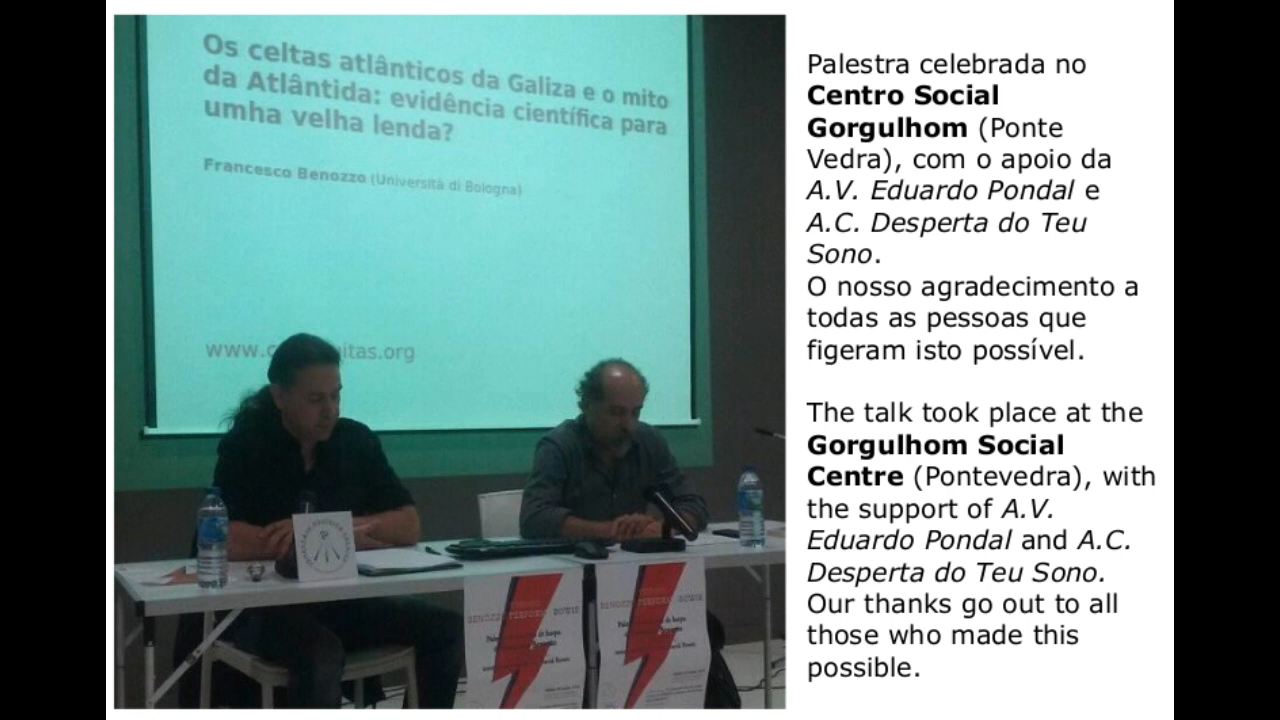 Os celtas atlânticos da Galiza e o mito
da Atlântida: evidência científica para
umha velha lenda?
Francesco Benozzo (Università di Bologna)
www.c itas.org
Palestra celebrada no
Centro Social
Gorgulhom (Ponte
Vedra), com o apoio da
A.V. Eduardo Pondal e
A.C. Desperta do Teu
Sono.
O nosso agradecimento a
todas as pessoas que
figeram isto possível.
The talk took place at the
Gorgulhom Social
Centre (Pontevedra), with
the support of A.V.
Eduardo Pondal and A.C.
Desperta do Teu Sono.
Our thanks go out to all
those who made this
possible.